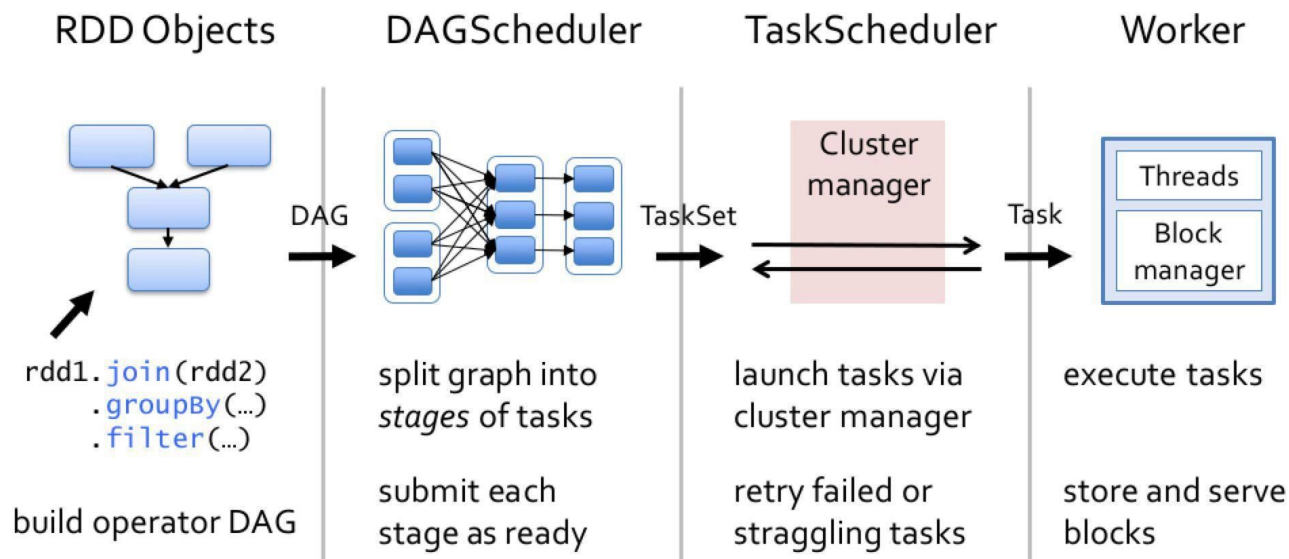 RDD Objects
DAGScheduler
TaskScheduler
Worker
DAG
TaskSet
Cluster
manager
Task
Threads
Block
manager
rdd1.join(rdd2)
.groupBy(…)
.filter(…)
build operator DAG
split graph into
stages of tasks
submit each
stage as ready
launch tasks via
cluster manager
retry failed or
straggling tasks
execute tasks
store and serve
blocks